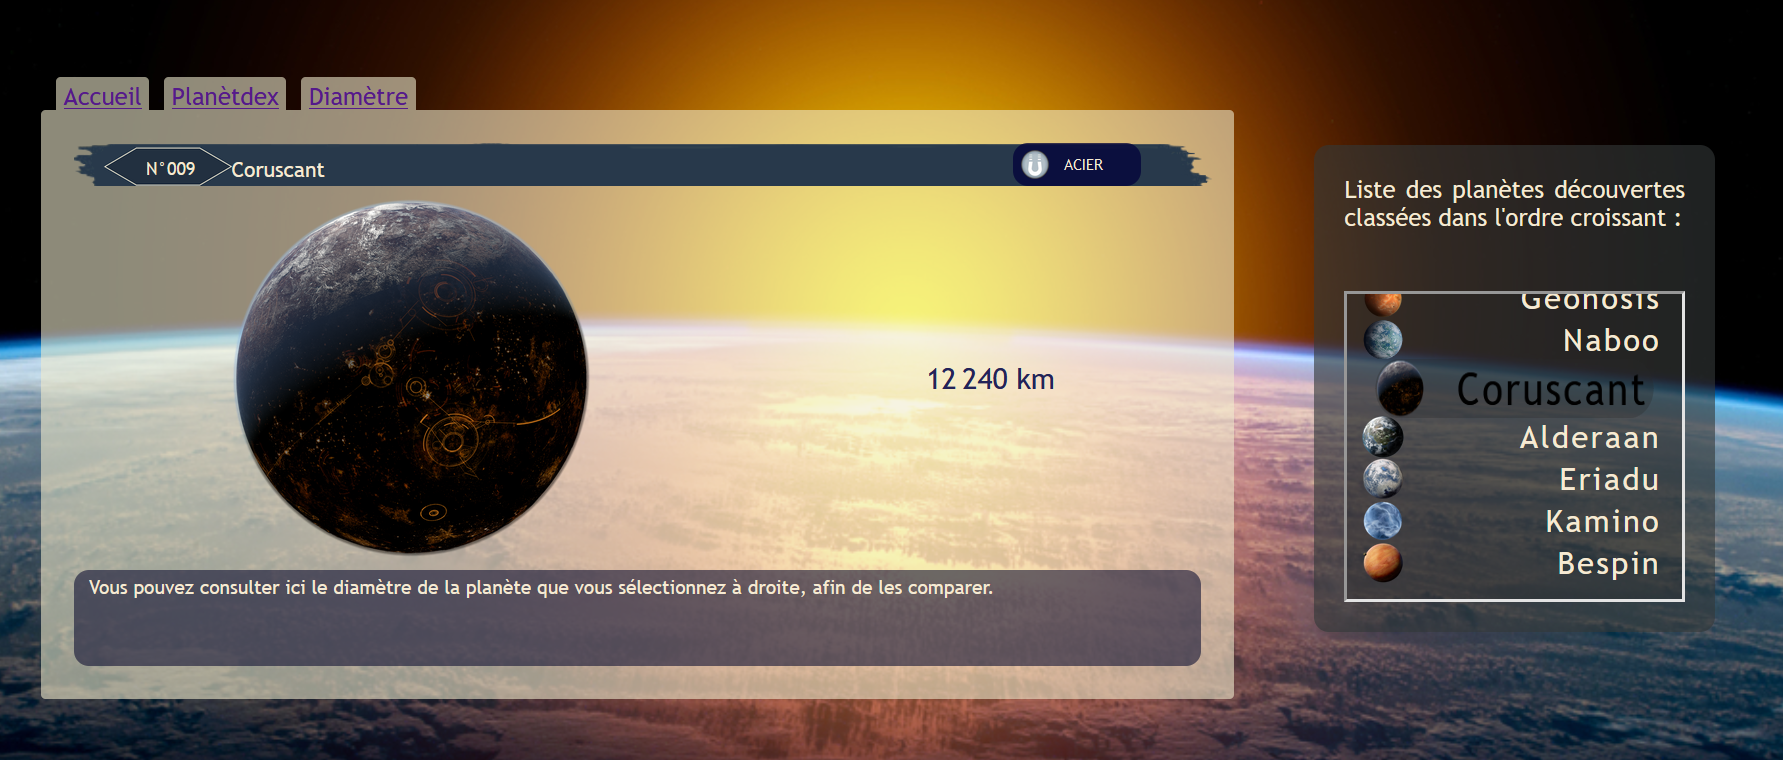 Accueil
Planètdex
Diamètre
N°009
Coruscant
ACIER
12 240 km
Vous pouvez consulter ici le diamètre de la planète que vous sélectionnez à droite, afin de les comparer.
Liste des planètes découvertes
classées dans l'ordre croissant :
Geonosis
Naboo
Coruscant
Alderaan
Eriadu
Kamino
Bespin